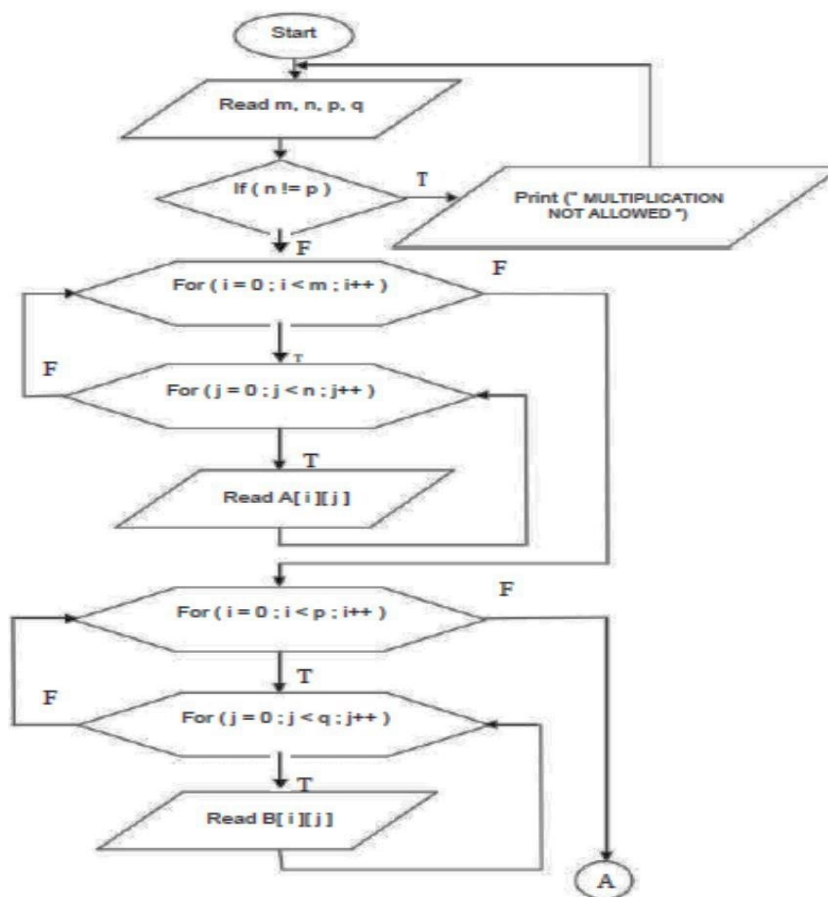 Start
Read m, n, p, q
If ( n != p )
T
Print (" MULTIPLICATION
NOT ALLOWED ")
F
For ( i = 0 ; i < m ; i++ )
F
T
F
For ( j = 0 ; j < n ; j++ )
T
Read A[ i ][ j ]
For ( i = 0 ; i < p ; i++ )
F
T
F
For ( j = 0 ; j < q ; j++ )
T
Read B[ i ][ j ]
A